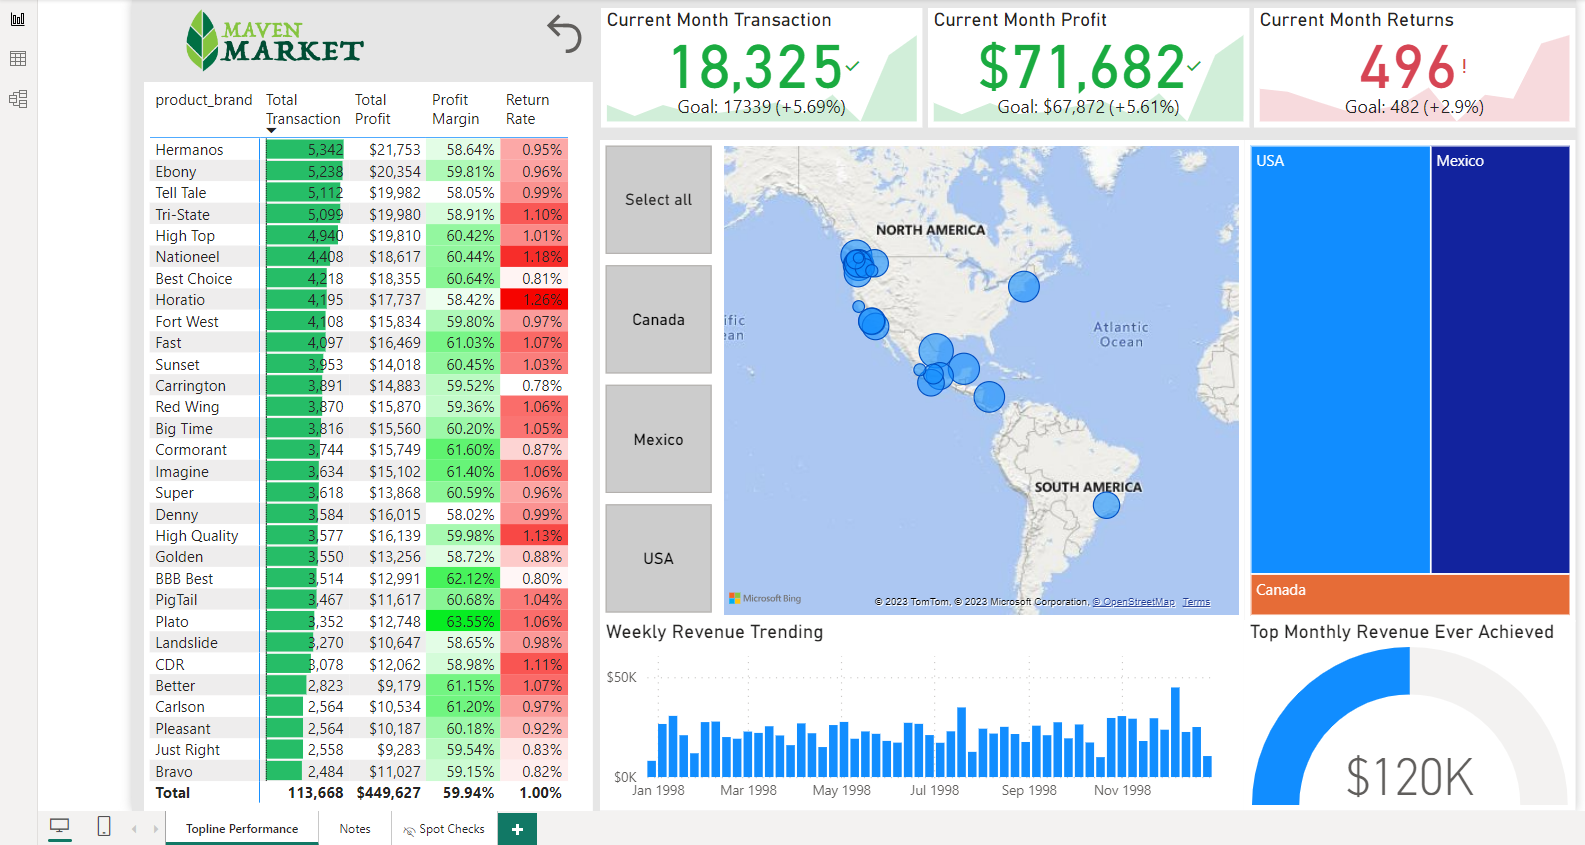 MAVEN
MARKET
Current Month Transaction
18,325
Goal: 17339 (+5.69%)
Current Month Profit
$71,682
Goal: $67,872 (+5.61%)
Current Month Returns
496 !
Goal: 482 (+2.9%)
product_brand Total Transaction Total Profit Profit Margin Return Rate
Hermanos 5,342 $21,753 58.64% 0.95%
Ebony 5,238 $20,354 59.81% 0.96%
Tell Tale 5,112 $19,982 58.05% 0.99%
Tri-State 5,099 $19,980 58.91% 1.10%
High Top 4,940 $19,810 60.42% 1.01%
Nationeel 4,408 $18,617 60.44% 1.18%
Best Choice 4,218 $18,355 60.64% 0.81%
Horatio 4,195 $17,737 58.42% 1.26%
Fort West 4,108 $15,834 59.80% 0.97%
Fast 4,097 $16,469 61.03% 1.07%
Sunset 3,953 $14,018 60.45% 1.03%
Carrington 3,891 $14,883 59.52% 0.78%
Red Wing 3,870 $15,870 59.36% 1.06%
Big Time 3,816 $15,560 60.20% 1.05%
Cormorant 3,744 $15,749 61.60% 0.87%
Imagine 3,634 $15,102 61.40% 1.06%
Super 3,618 $13,868 60.59% 0.96%
Denny 3,584 $16,015 58.02% 0.99%
High Quality 3,577 $16,139 59.98% 1.13%
Golden 3,550 $13,256 58.72% 0.88%
BBB Best 3,514 $12,991 62.12% 0.80%
PigTail 3,467 $11,617 60.68% 1.04%
Plato 3,352 $12,748 63.55% 1.06%
Landslide 3,270 $10,647 58.65% 0.98%
CDR 3,078 $12,062 58.98% 1.11%
Better 2,823 $9,179 61.15% 1.07%
Carlson 2,564 $10,534 61.20% 0.97%
Pleasant 2,564 $10,187 60.18% 0.92%
Just Right 2,558 $9,283 59.54% 0.83%
Bravo 2,484 $11,027 59.15% 0.82%
Total 113,668 $449,627 59.94% 1.00%
Select all
Canada
Mexico
USA
NORTH AMERICA
ific
ean
Atlantic
Ocean
SOUTH AMERICA
Microsoft Bing
© 2023 TomTom, © 2023 Microsoft Corporation, © OpenStreetMap Terms
USA
Mexico
Canada
Weekly Revenue Trending
$50K
$0K
Jan 1998 Mar 1998 May 1998 Jul 1998 Sep 1998 Nov 1998
Top Monthly Revenue Ever Achieved
$120K
Topline Performance Notes Spot Checks +